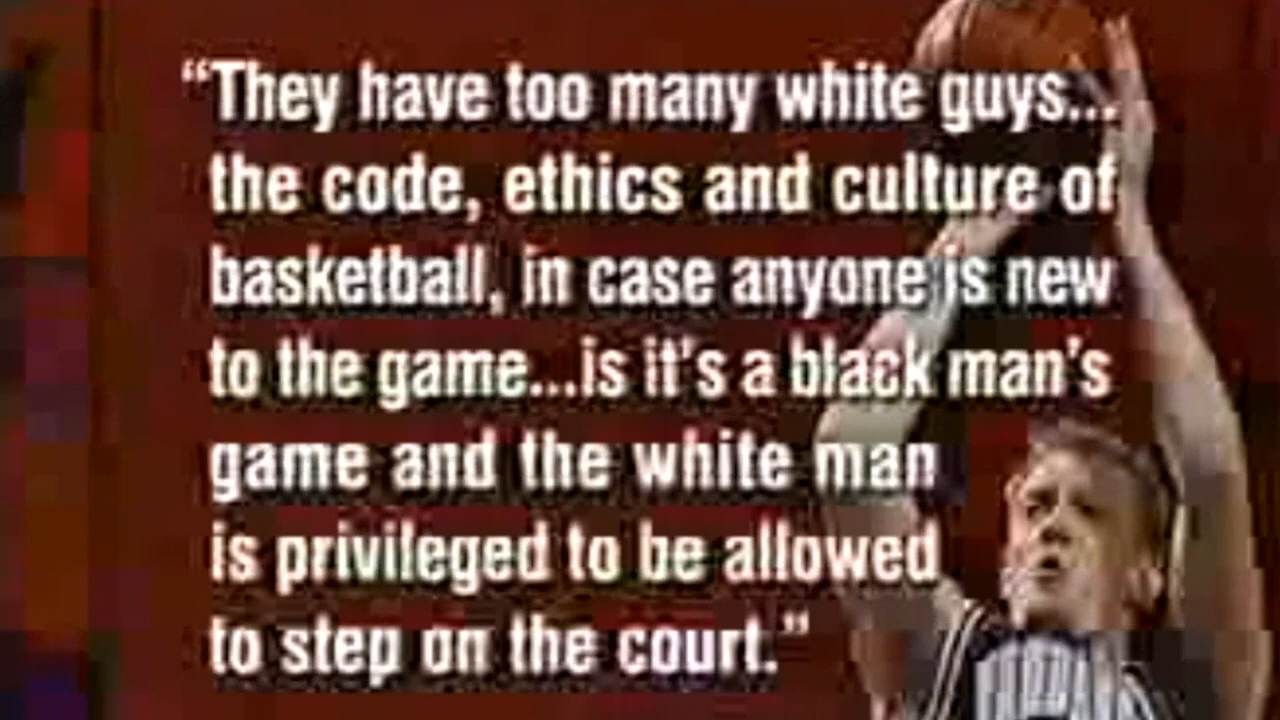 “They have too many white guys...
the code, ethics and culture of
basketball, in case anyone is new
to the game...is it's a black man's
game and the white man
is privileged to be allowed
to step on the court.”